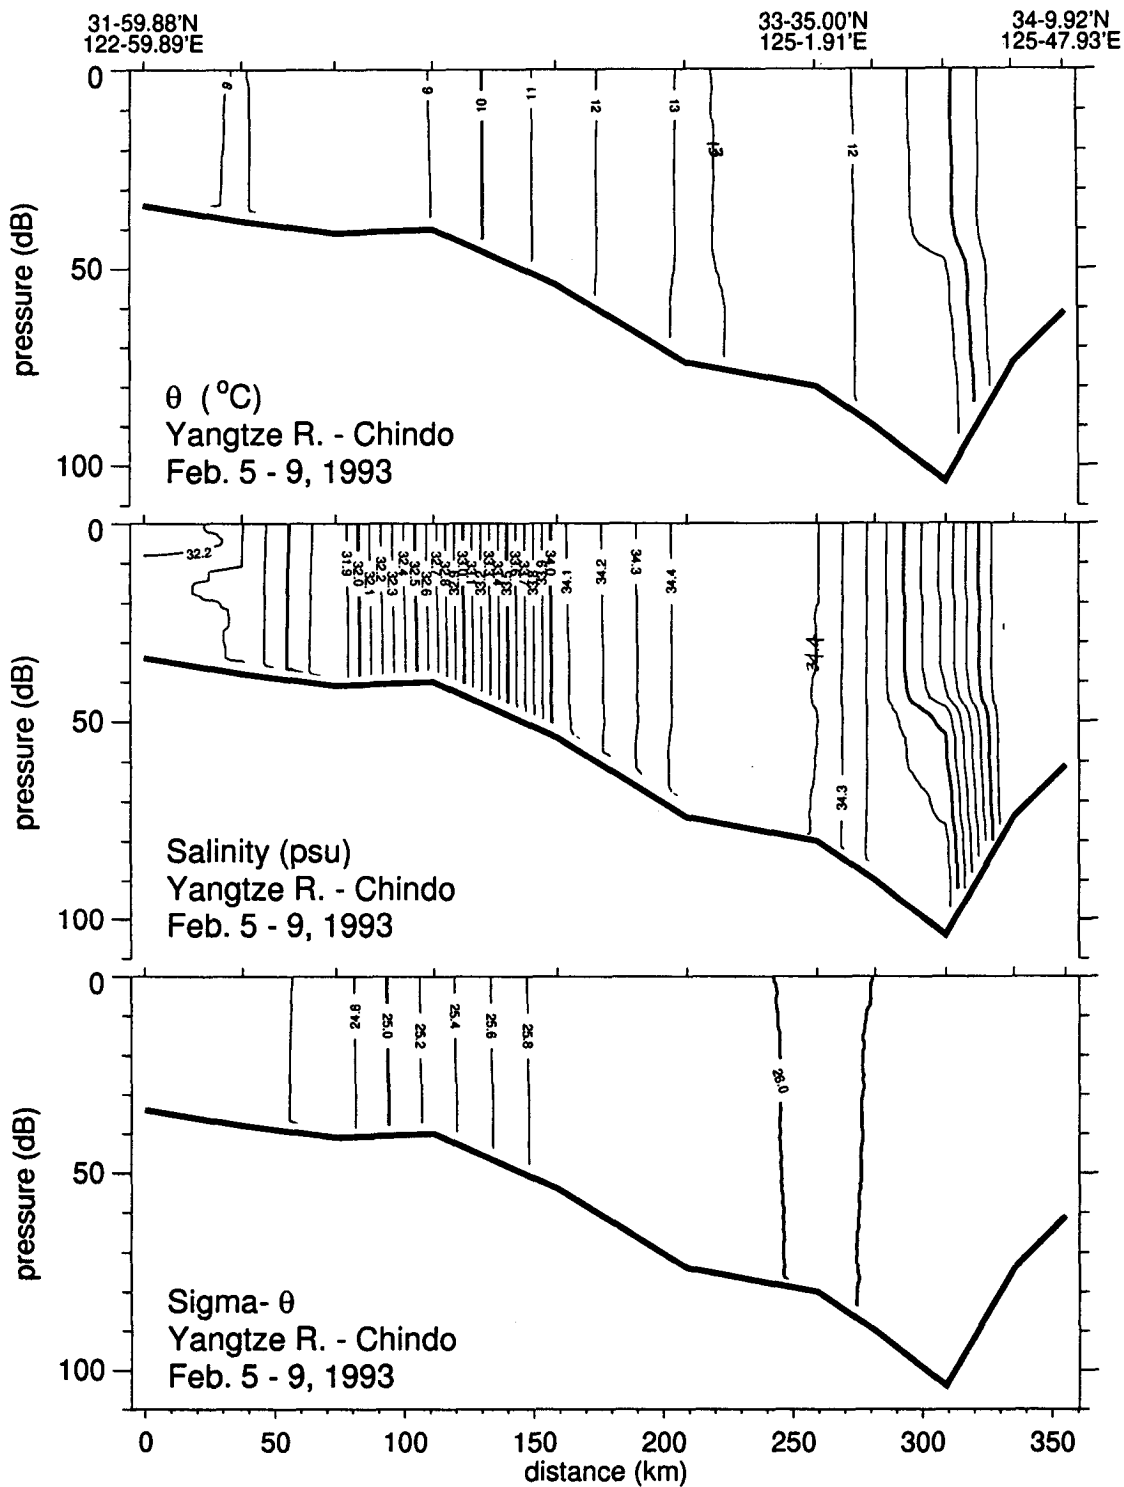 31-59.88'N 33-35.00'N 34-9.92'N
122-59.89'E 125-1.91'E 125-47.93'E
0
8 9 10 11 12 13 13 12
50
100
pressure (dB)
θ (°C)
Yangtze R. - Chindo
Feb. 5 - 9, 1993
0
32.2 31.9 32.0 32.1 32.2 32.3 32.4 32.5 32.6 32.7 32.8 34.0 34.1 34.2 34.3 34.4
34.4
34.3
50
100
pressure (dB)
Salinity (psu)
Yangtze R. - Chindo
Feb. 5 - 9, 1993
0
24.8 25.0 25.2 25.4 25.6 25.8
26.0
50
100
pressure (dB)
Sigma- θ
Yangtze R. - Chindo
Feb. 5 - 9, 1993
0 50 100 150 200 250 300 350
distance (km)